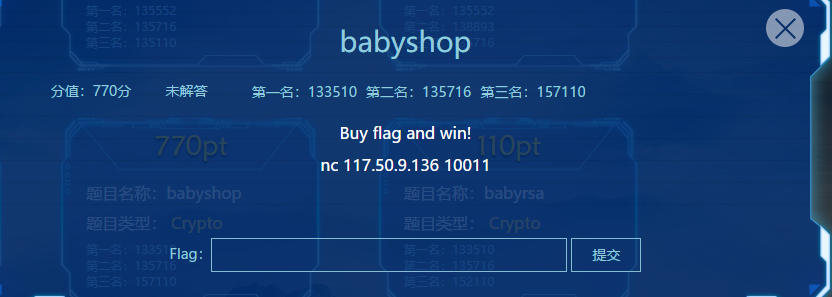 第一名：135552
第二名：135716
第三名：135110
第一名：135552
第二名：138893
第三名：135716
babyshop
分值：770分 未解答 第一名：133510 第二名：135716 第三名：157110
Buy flag and win!
770pt
110pt
nc 117.50.9.136 10011
题目名称：babyshop
题目名称：babyrsa
题目类型： Crypto
题目类型： Crypto
第一名：133510
第二名：135716
第三名：157110
第一名：133510
第二名：135716
第三名：152110
Flag：
提交